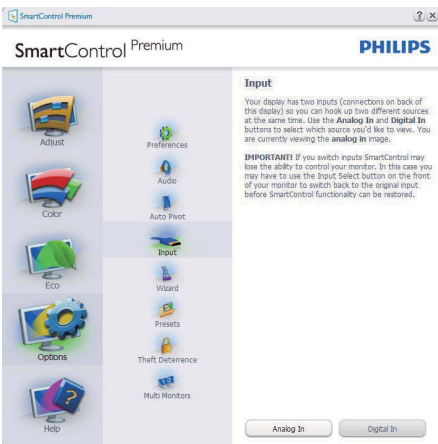 SmartControl Premium
SmartControl Premium
PHILIPS
Adjust
Color
Eco
Options
Help
Preferences
Audio
Auto Pivot
Input
Wizard
Presets
Theft Deterrence
Multi Monitors
Input
Your display has two inputs (connections on back of
this display) so you can hook up two different sources
at the same time. Use the Analog In and Digital In
buttons to select which source you'd like to view. You
are currently viewing the analog in image.
IMPORTANT! If you switch inputs SmartControl may
lose the ability to control your monitor. In this case you
may have to use the Input Select button on the front
of your monitor to switch back to the original input
before SmartControl functionality can be restored.
Analog In
Digital In